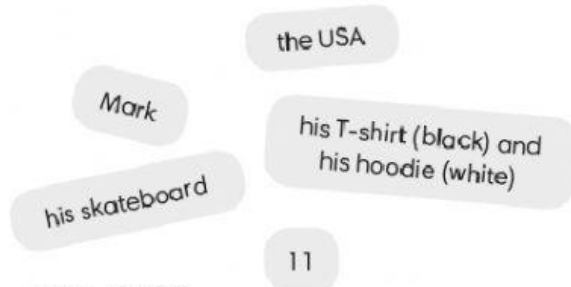 the USA
Mark
his T-shirt (black) and
his hoodie (white)
his skateboard
11